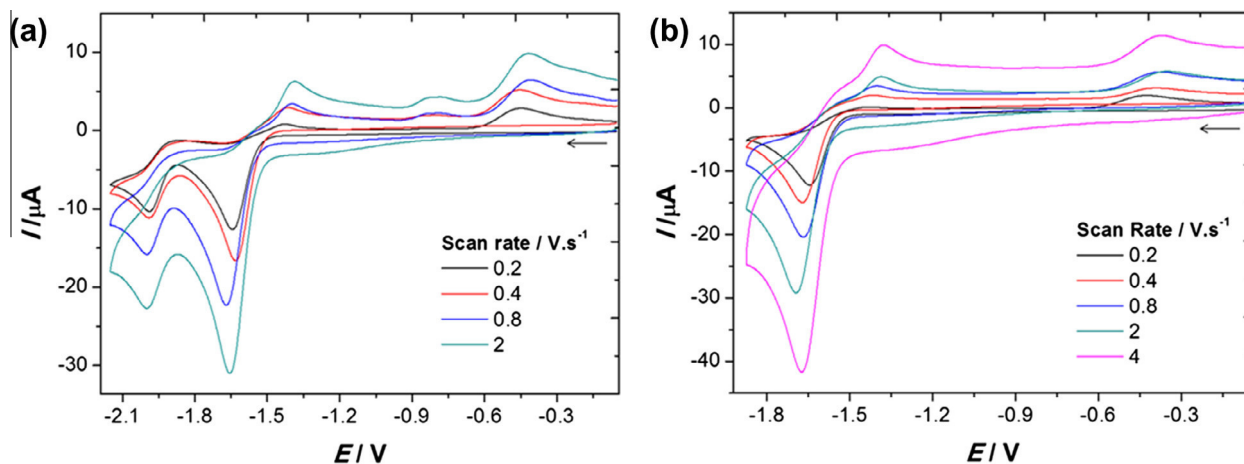 (a)
10
0
-10
-20
-30
I /µA
-2.1 -1.8 -1.5 -1.2 -0.9 -0.6 -0.3
E / V
Scan rate / V.s⁻¹
0.2
0.4
0.8
2
(b)
10
0
-10
-20
-30
-40
I /µA
-1.8 -1.5 -1.2 -0.9 -0.6 -0.3
E / V
Scan Rate / V.s⁻¹
0.2
0.4
0.8
2
4